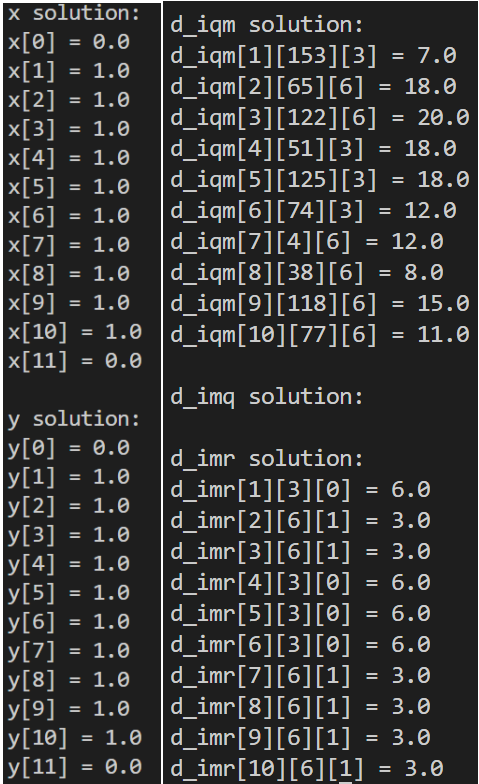 x solution:
x[0] = 0.0
x[1] = 1.0
x[2] = 1.0
x[3] = 1.0
x[4] = 1.0
x[5] = 1.0
x[6] = 1.0
x[7] = 1.0
x[8] = 1.0
x[9] = 1.0
x[10] = 1.0
x[11] = 0.0
y solution:
y[0] = 0.0
y[1] = 1.0
y[2] = 1.0
y[3] = 1.0
y[4] = 1.0
y[5] = 1.0
y[6] = 1.0
y[7] = 1.0
y[8] = 1.0
y[9] = 1.0
y[10] = 1.0
y[11] = 0.0
d_iqm solution:
d_iqm[1][153][3] = 7.0
d_iqm[2][65][6] = 18.0
d_iqm[3][122][6] = 20.0
d_iqm[4][51][3] = 18.0
d_iqm[5][125][3] = 18.0
d_iqm[6][74][3] = 12.0
d_iqm[7][4][6] = 12.0
d_iqm[8][38][6] = 8.0
d_iqm[9][118][6] = 15.0
d_iqm[10][77][6] = 11.0
d_imq solution:
d_imr solution:
d_imr[1][3][0] = 6.0
d_imr[2][6][1] = 3.0
d_imr[3][6][1] = 3.0
d_imr[4][3][0] = 6.0
d_imr[5][3][0] = 6.0
d_imr[6][3][0] = 6.0
d_imr[7][6][1] = 3.0
d_imr[8][6][1] = 3.0
d_imr[9][6][1] = 3.0
d_imr[10][6][1] = 3.0